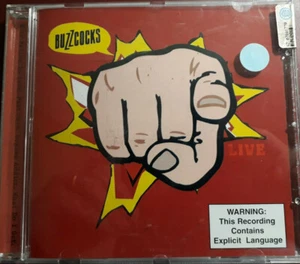 BUZZCOCKS
LIVE
WARNING:
This Recording
Contains
Explicit Language